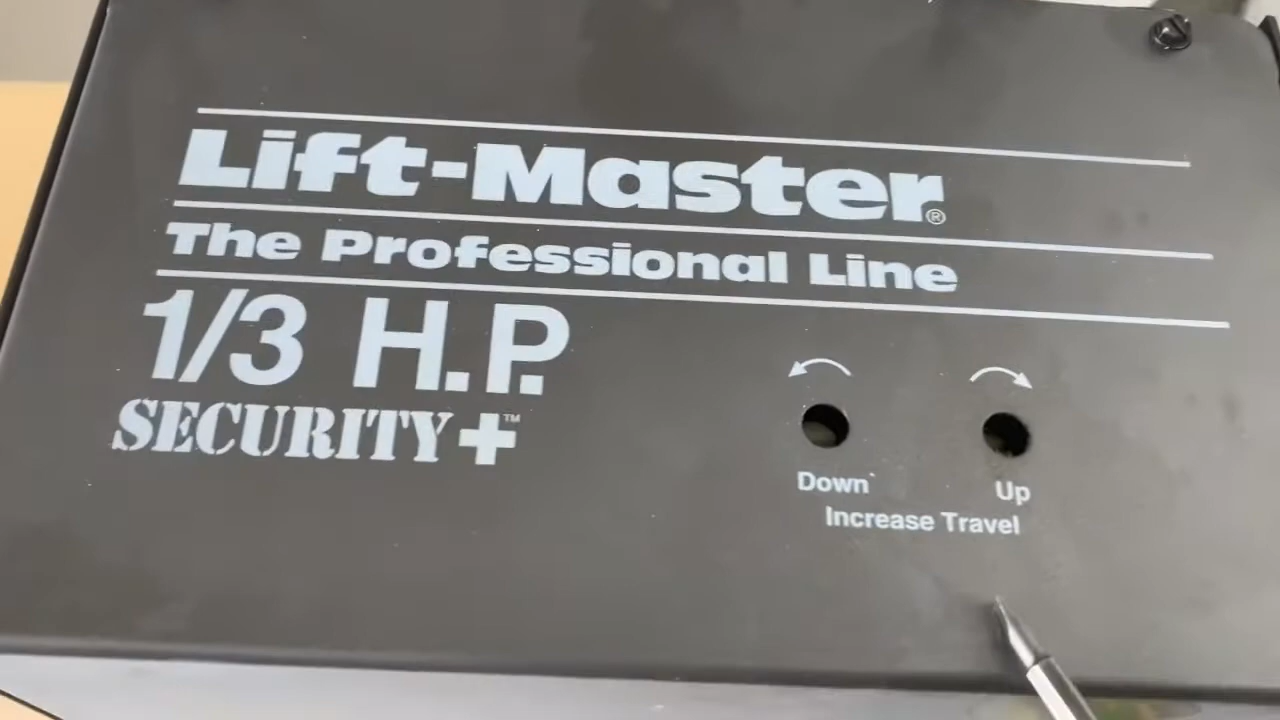 Lift-Master®
The Professional Line
1/3 H.P.
SECURITY+™
Down Up
Increase Travel